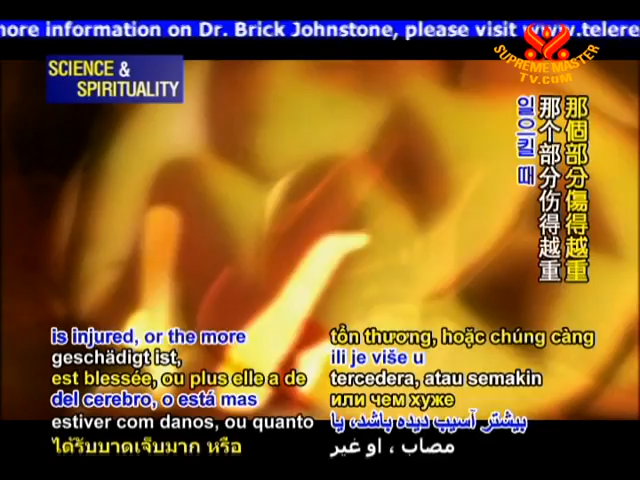 more information on Dr. Brick Johnstone, please visit www.telere
SUPREME MASTER
TV.COM
SCIENCE &
SPIRITUALITY
那個部分傷得越重
那个部分伤得越重
일으킬 때
is injured, or the more
geschädigt ist,
est blessée, ou plus elle a de
del cerebro, o está mas
estiver com danos, ou quanto
ได้รับบาดเจ็บมาก หรือ
tổn thương, hoặc chúng càng
ili je više u
tercedera, atau semakin
или чем хуже
بیشتر آسیب دیده باشد، یا
مصاب ، او غير